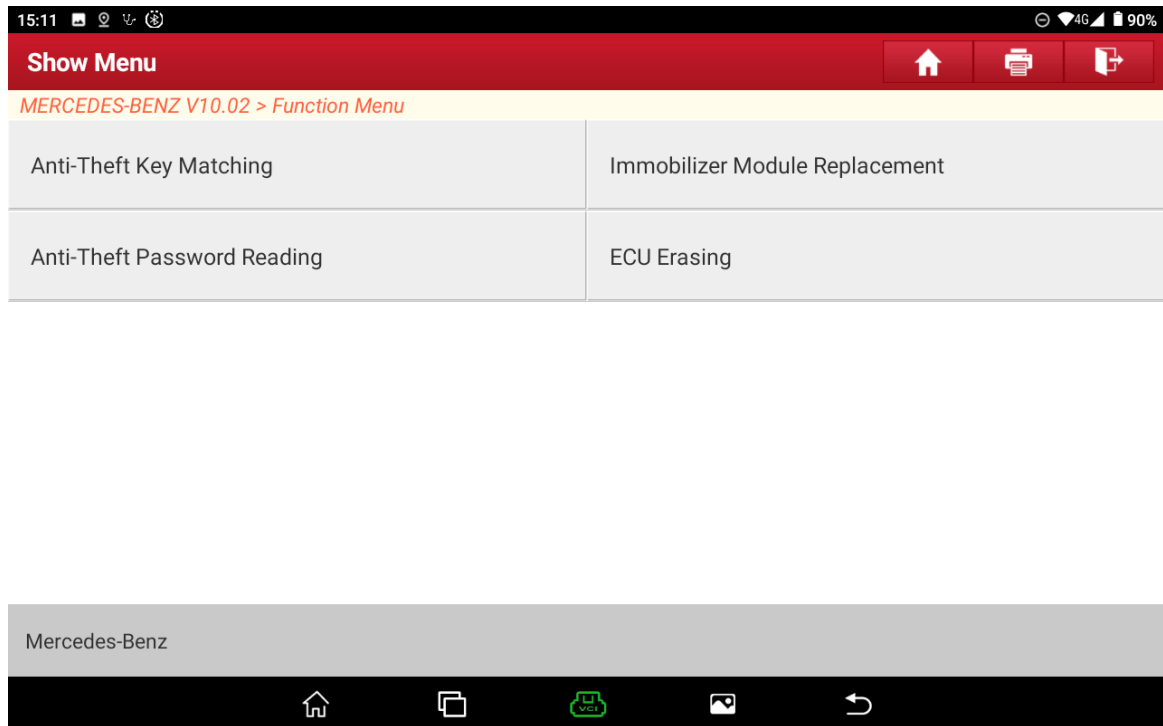 15:11 4G 90%
Show Menu
MERCEDES-BENZ V10.02 > Function Menu
Anti-Theft Key Matching
Immobilizer Module Replacement
Anti-Theft Password Reading
ECU Erasing
Mercedes-Benz
VCI